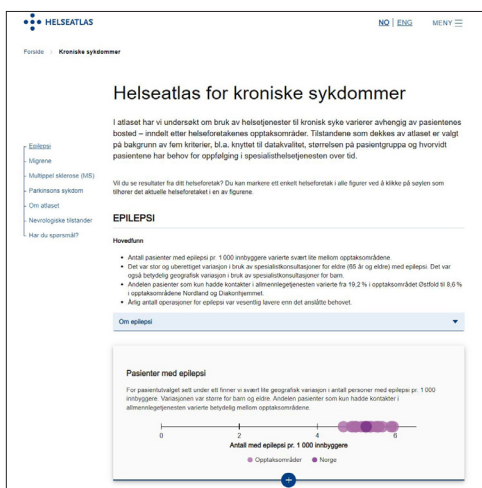 HELSEATLAS
NO | ENG MENY
Forside Kroniske sykdommer
Helseatlas for kroniske sykdommer
I atlaset har vi undersøkt om bruk av helsetjenester til kronisk syke varierer avhengig av pasientenes
bosted – inndelt etter helseforetakenes opptaksområder. Tilstandene som dekkes av atlaset er valgt
på bakgrunn av fem kriterier, bl.a. knyttet til datakvalitet, størrelsen på pasientgruppa og hvorvidt
pasientene har behov for oppfølging i spesialisthelsetjenesten over tid.
Epilepsi
Migrene
Multippel sklerose (MS)
Parkinsons sykdom
Om atlaset
Nevrologiske tilstander
Har du spørsmål?
Vil du se resultater fra ditt helseforetak? Du kan markere ett enkelt helseforetak i alle figurer ved å klikke på søylen som
tilhører det aktuelle helseforetaket i en av figurene.
EPILEPSI
Hovedfunn
• Antall pasienter med epilepsi pr. 1 000 innbyggere varierte svært lite mellom opptaksområdene.
• Det var stor og uberettiget variasjon i bruk av spesialistkonsultasjoner for eldre (65 år og eldre) med epilepsi. Det var
også betydelig geografisk variasjon i bruk av spesialistkonsultasjoner for barn.
• Andelen pasienter som kun hadde kontakter i allmennlegetjenesten varierte fra 19,2 % i opptaksområdet Østfold til 8,6 %
i opptaksområdene Nordland og Diakonhjemmet.
• Årlig antall operasjoner for epilepsi var vesentlig lavere enn det anslåtte behovet.
Om epilepsi
Pasienter med epilepsi
For pasientutvalget sett under ett finner vi svært lite geografisk variasjon i antall personer med epilepsi pr. 1 000
innbyggere. Variasjonen var større for barn og eldre. Andelen pasienter som kun hadde kontakter i
allmennlegetjenesten varierte betydelig mellom opptaksområdene.
0 2 4 6
Antall med epilepsi pr. 1 000 innbyggere
Opptaksområder Norge